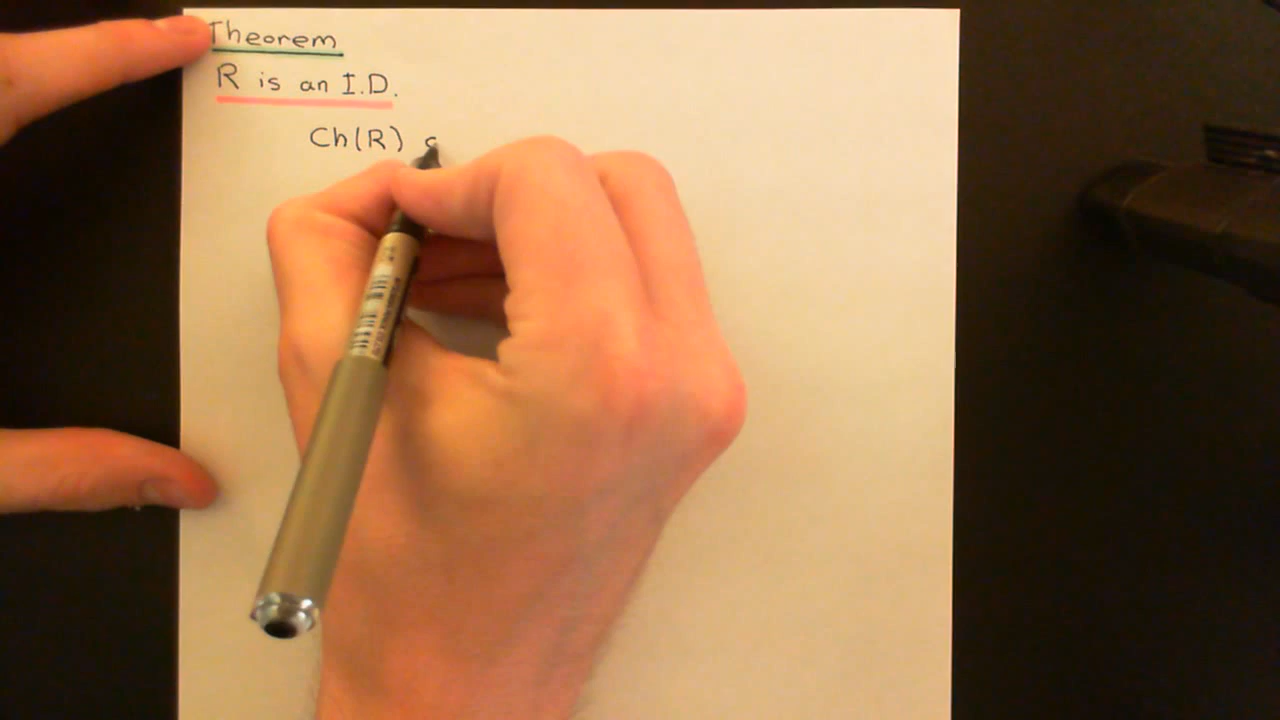 Theorem
R is an I.D.
Ch(R)